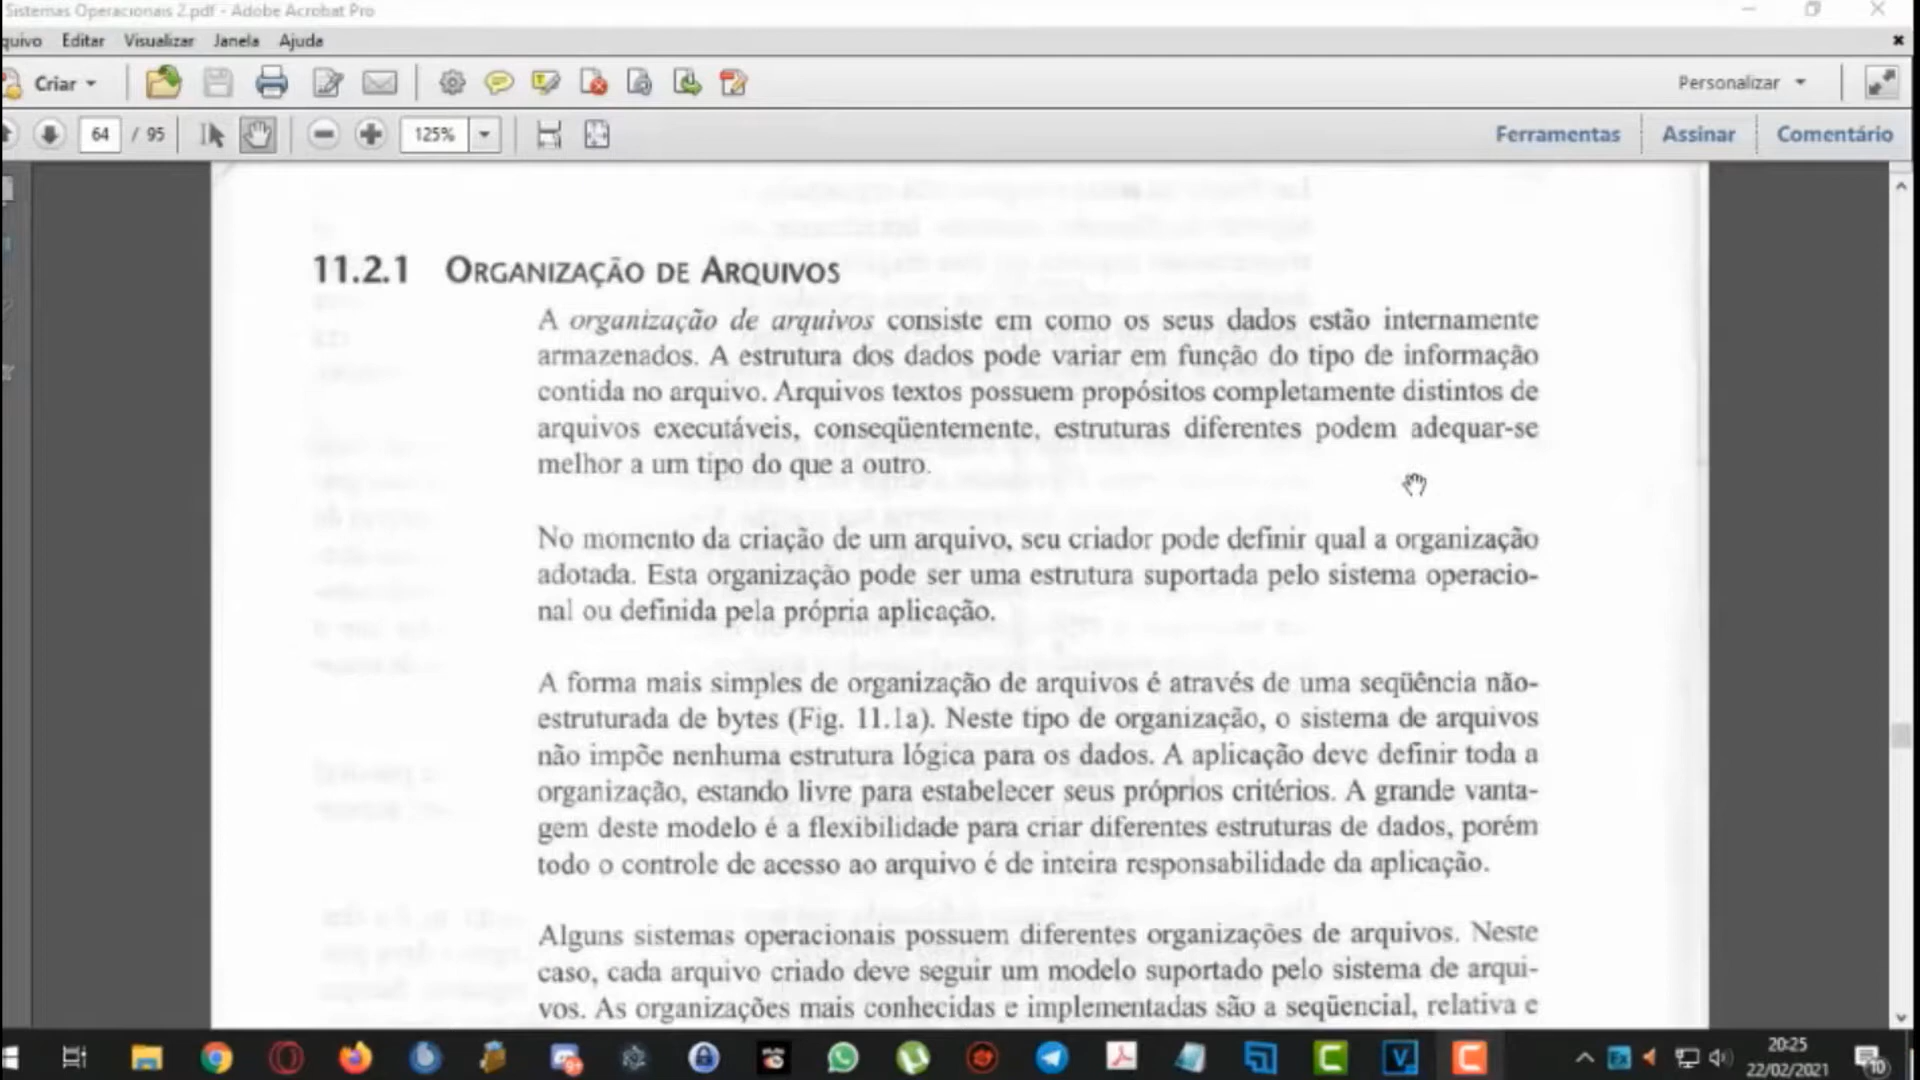 Sistemas Operacionais 2.pdf - Adobe Acrobat Pro
quivo Editar Visualizar Janela Ajuda
Criar
Personalizar
64 / 95
125%
Ferramentas Assinar Comentário
11.2.1 ORGANIZAÇÃO DE ARQUIVOS
A organização de arquivos consiste em como os seus dados estão internamente
armazenados. A estrutura dos dados pode variar em função do tipo de informação
contida no arquivo. Arquivos textos possuem propósitos completamente distintos de
arquivos executáveis, conseqüentemente, estruturas diferentes podem adequar-se
melhor a um tipo do que a outro.
No momento da criação de um arquivo, seu criador pode definir qual a organização
adotada. Esta organização pode ser uma estrutura suportada pelo sistema operacio-
nal ou definida pela própria aplicação.
A forma mais simples de organização de arquivos é através de uma seqüência não-
estruturada de bytes (Fig. 11.1a). Neste tipo de organização, o sistema de arquivos
não impõe nenhuma estrutura lógica para os dados. A aplicação deve definir toda a
organização, estando livre para estabelecer seus próprios critérios. A grande vanta-
gem deste modelo é a flexibilidade para criar diferentes estruturas de dados, porém
todo o controle de acesso ao arquivo é de inteira responsabilidade da aplicação.
Alguns sistemas operacionais possuem diferentes organizações de arquivos. Neste
caso, cada arquivo criado deve seguir um modelo suportado pelo sistema de arqui-
vos. As organizações mais conhecidas e implementadas são a seqüencial, relativa e
20:25
22/02/2021
10